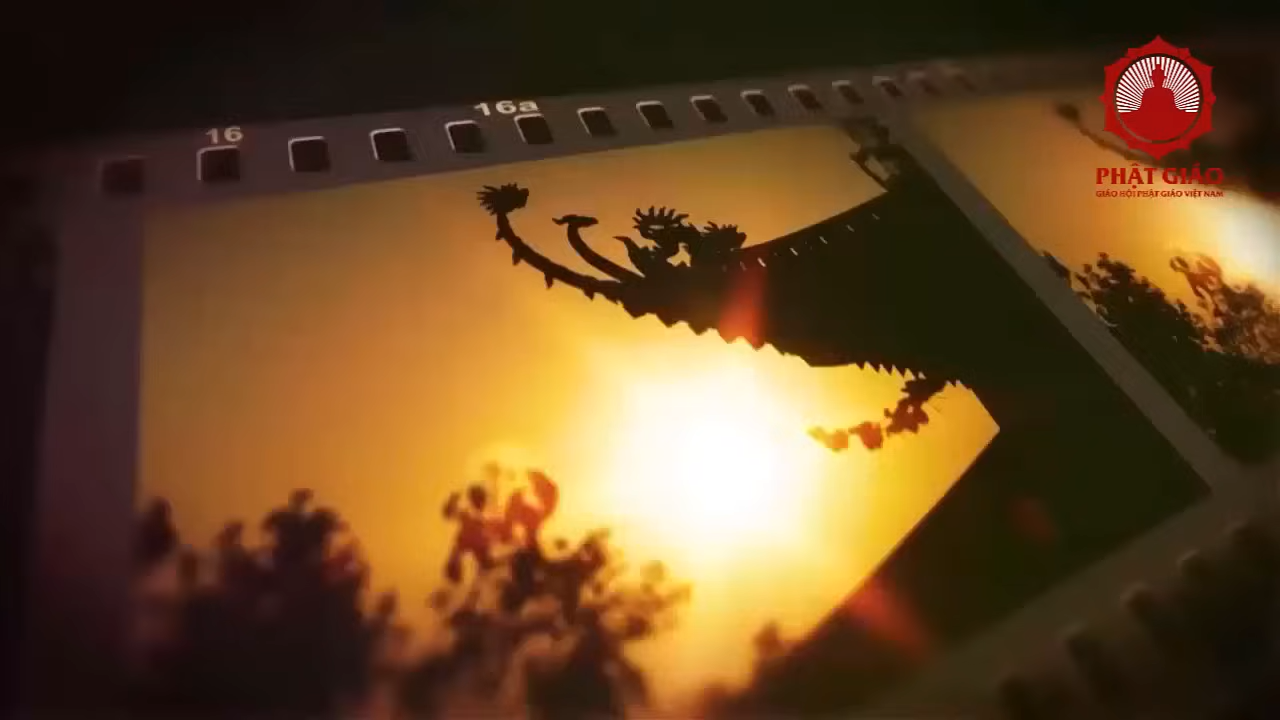 16
16a
PHẬT GIÁO
GIÁO HỘI PHẬT GIÁO VIỆT NAM